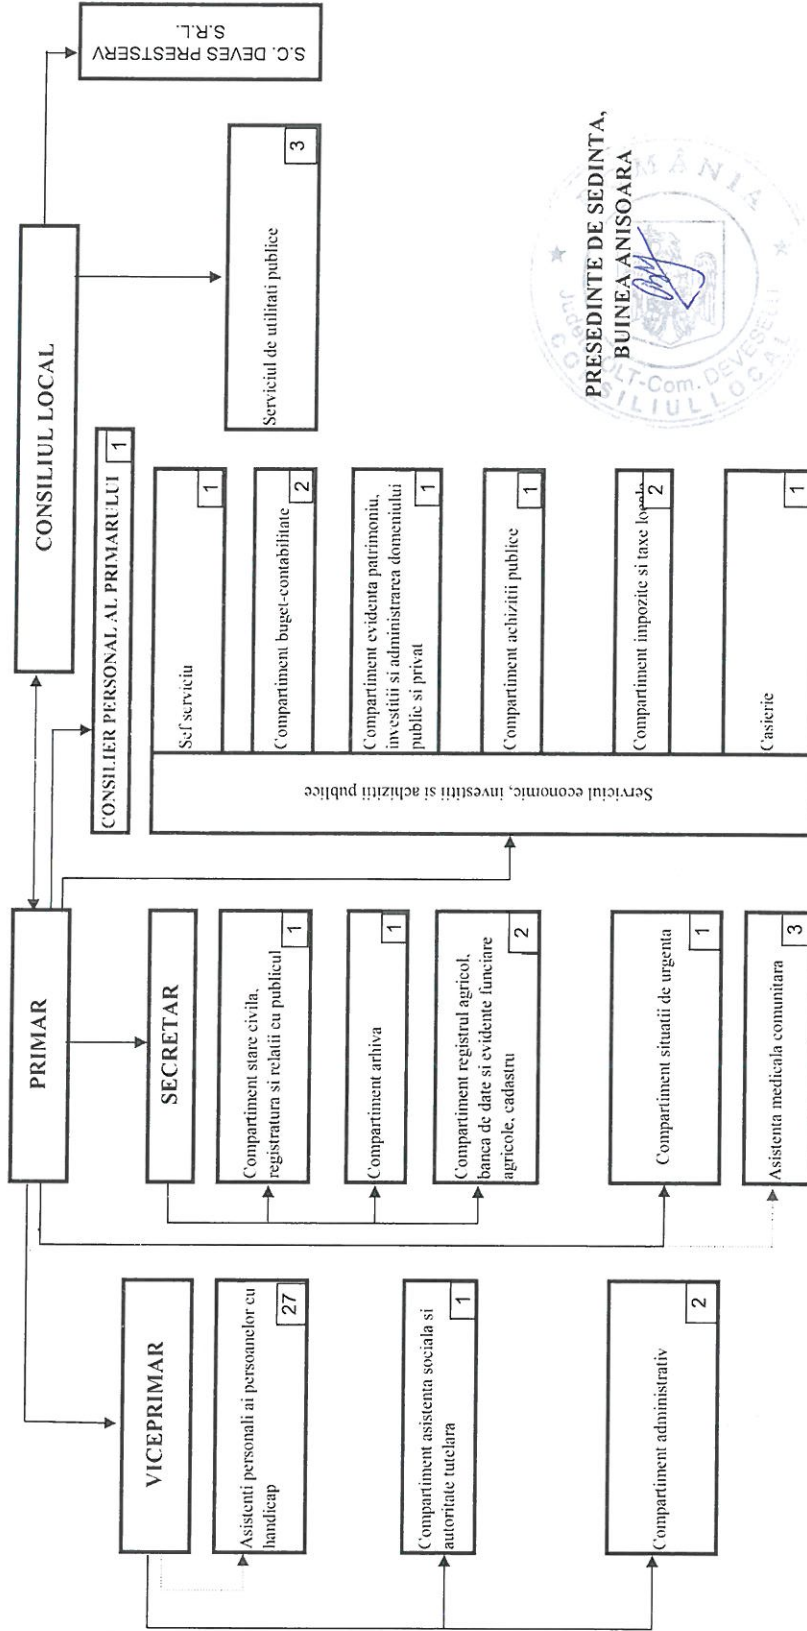 CONSILIUL LOCAL
S.C. DEVES PRESTSERV
S.R.L.
Serviciul de utilitati publice
3
PRIMAR
CONSILIER PERSONAL AL PRIMARULUI
1
Serviciul economic, investitii si achizitii publice
Sef serviciu
1
Compartiment buget-contabilitate
2
Compartiment evidenta patrimoniu,
investitii si administrarea domeniului
public si privat
1
Compartiment achizitii publice
1
Compartiment impozite si taxe locale
2
Casierie
1
SECRETAR
Compartiment stare civila,
registratura si relatii cu publicul
1
Compartiment arhiva
1
Compartiment registrul agricol,
banca de date si evidente funciare
agricole, cadastru
2
Compartiment situatii de urgenta
1
Asistenta medicala comunitara
3
VICEPRIMAR
Asistenti personali ai persoanelor cu
handicap
27
Compartiment asistenta sociala si
autoritate tutelara
1
Compartiment administrativ
2
PRESEDINTE DE SEDINTA,
BUINEA ANISOARA
ROMÂNIA
OLT-Com. DEVESELU
CONSILIUL LOCAL